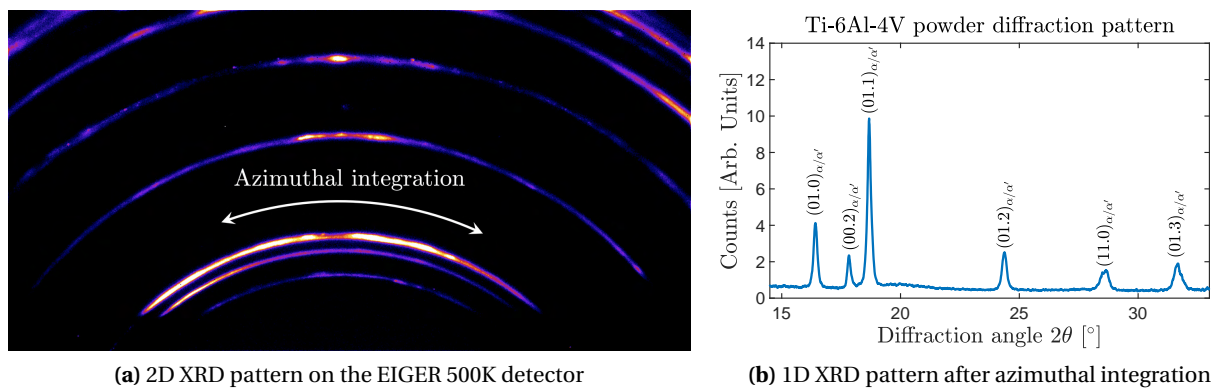 Azimuthal integration
(a) 2D XRD pattern on the EIGER 500K detector
Ti-6Al-4V powder diffraction pattern
Counts [Arb. Units]
14
12
10
8
6
4
2
0
(01.0)α/α′
(00.2)α/α′
(01.1)α/α′
(01.2)α/α′
(11.0)α/α′
(01.3)α/α′
15
20
25
30
Diffraction angle 2θ [°]
(b) 1D XRD pattern after azimuthal integration